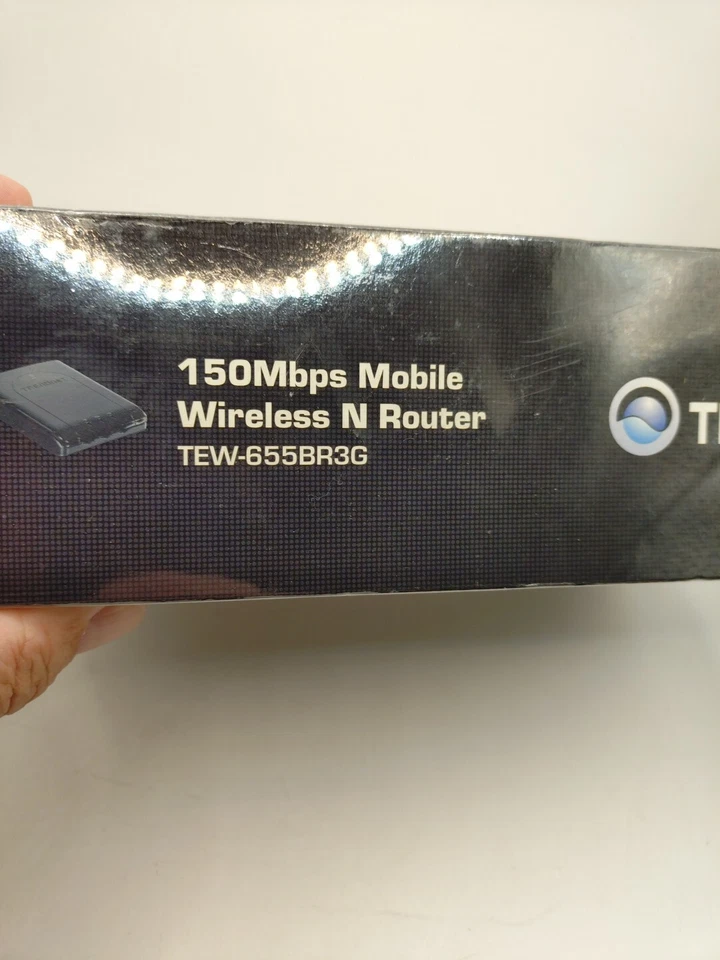 150Mbps Mobile
Wireless N Router
TEW-655BR3G